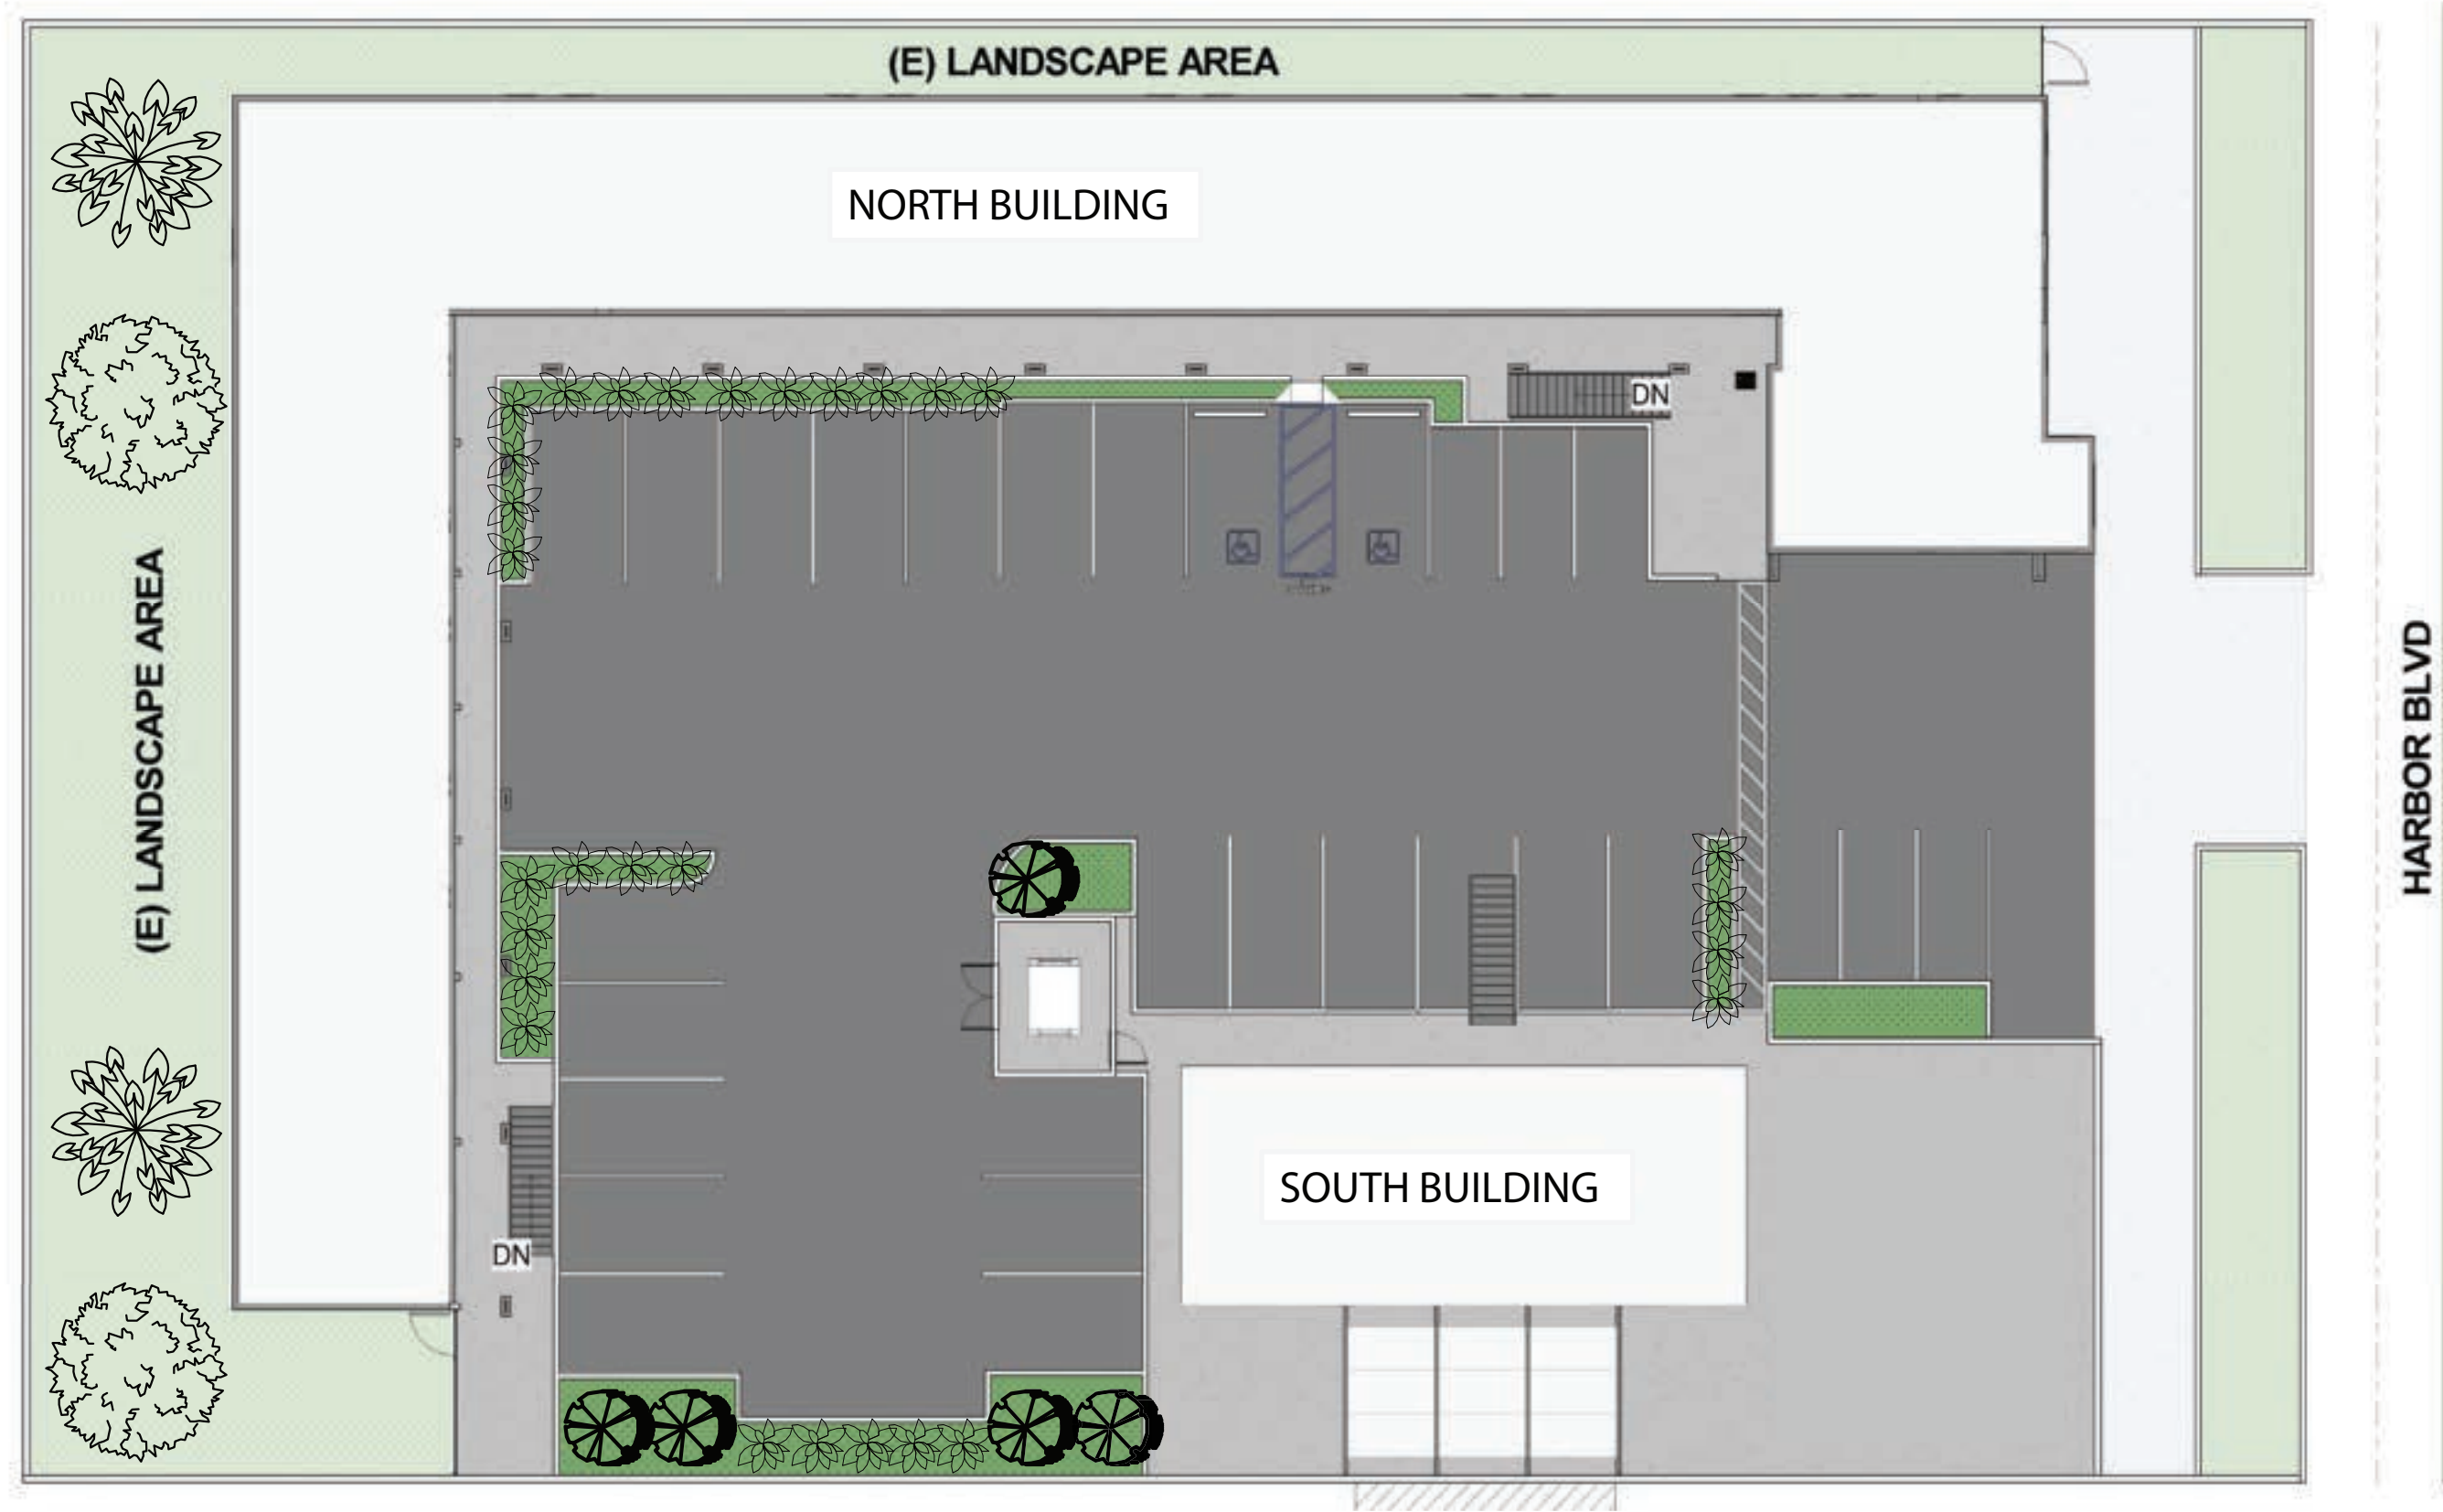 (E) LANDSCAPE AREA
NORTH BUILDING
DN
(E) LANDSCAPE AREA
HARBOR BLVD
SOUTH BUILDING
DN